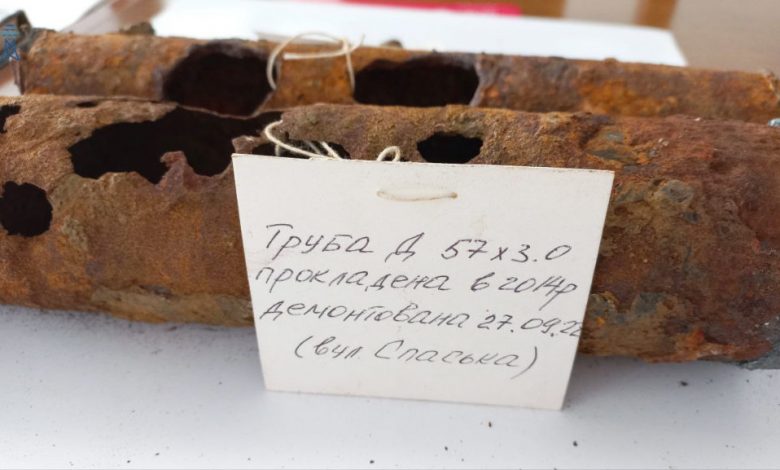 Труба Д 57х3.0
прокладена в 2014р
демонтована 27.09.22
(вул Спаська)